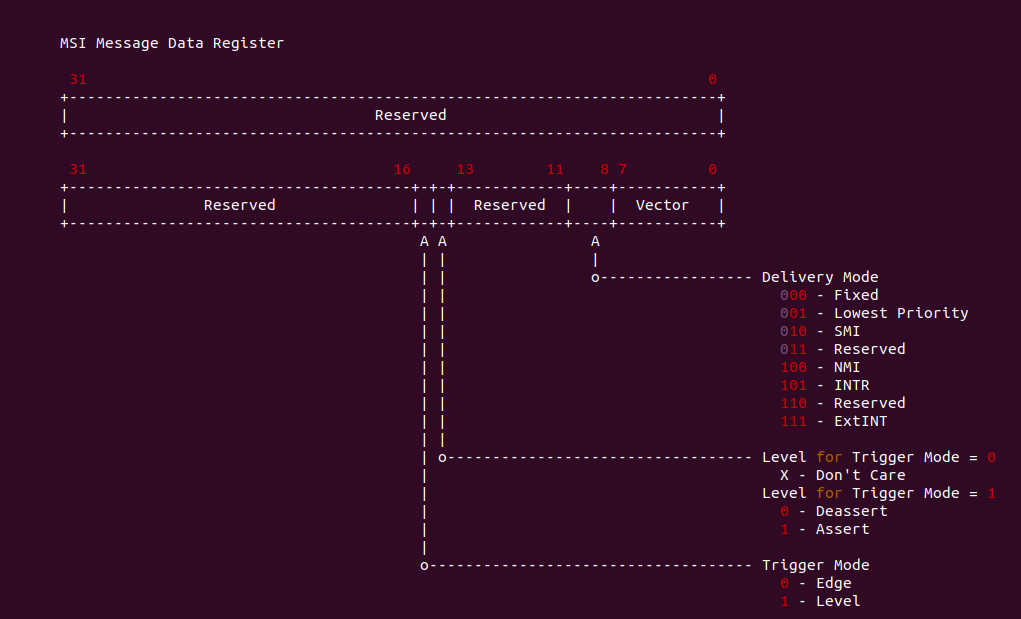 MSI Message Data Register
31                                                                     0
+------------------------------------------------------------------------+
|                                  Reserved                              |
+------------------------------------------------------------------------+
31                                  16     13        11    8 7         0
+--------------------------------------+-+-+------------+----+-----------+
|               Reserved               | | |  Reserved  |    |  Vector   |
+--------------------------------------+-+-+------------+----+-----------+
A A                A
| |                |
| |                o----------------- Delivery Mode
| |                                     000 - Fixed
| |                                     001 - Lowest Priority
| |                                     010 - SMI
| |                                     011 - Reserved
| |                                     100 - NMI
| |                                     101 - INTR
| |                                     110 - Reserved
| |                                     111 - ExtINT
| |
| o---------------------------------- Level for Trigger Mode = 0
|                                       X - Don't Care
|                                     Level for Trigger Mode = 1
|                                       0 - Deassert
|                                       1 - Assert
|
o------------------------------------ Trigger Mode
0 - Edge
1 - Level